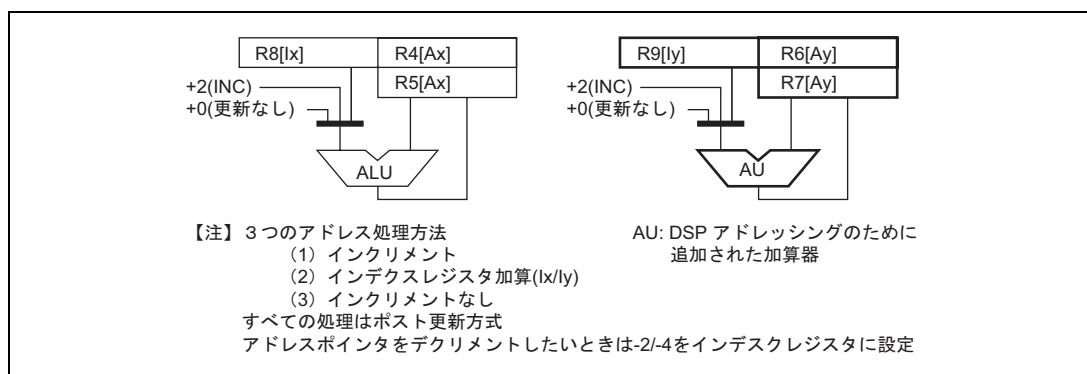 R8[Ix]
R4[Ax]
R5[Ax]
+2(INC)
+0(更新なし)
ALU
R9[Iy]
R6[Ay]
R7[Ay]
+2(INC)
+0(更新なし)
AU
【注】3つのアドレス処理方法
（1）インクリメント
（2）インデクスレジスタ加算(Ix/Iy)
（3）インクリメントなし
すべての処理はポスト更新方式
アドレスポインタをデクリメントしたいときは-2/-4をインデスクレジスタに設定
AU: DSP アドレッシングのために
追加された加算器